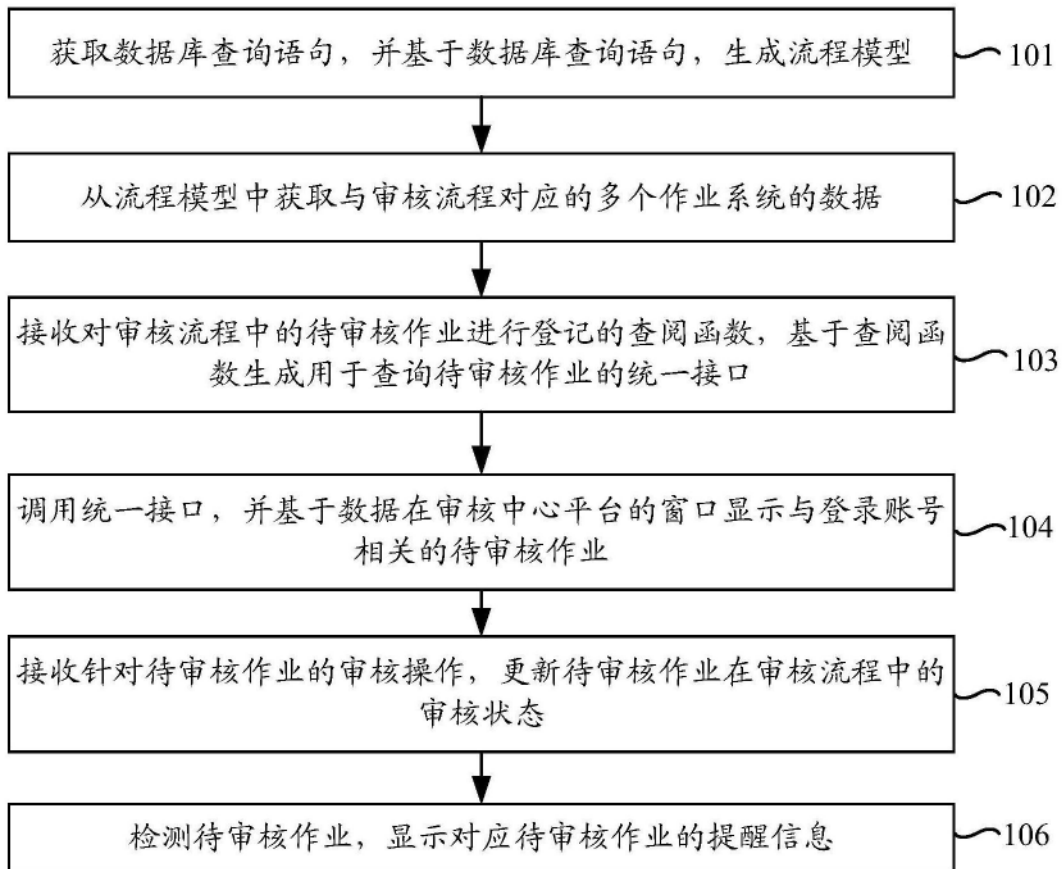 获取数据库查询语句，并基于数据库查询语句，生成流程模型
101
从流程模型中获取与审核流程对应的多个作业系统的数据
102
接收对审核流程中的待审核作业进行登记的查阅函数，基于查阅函
数生成用于查询待审核作业的统一接口
103
调用统一接口，并基于数据在审核中心平台的窗口显示与登录账号
相关的待审核作业
104
接收针对待审核作业的审核操作，更新待审核作业在审核流程中的
审核状态
105
检测待审核作业，显示对应待审核作业的提醒信息
106